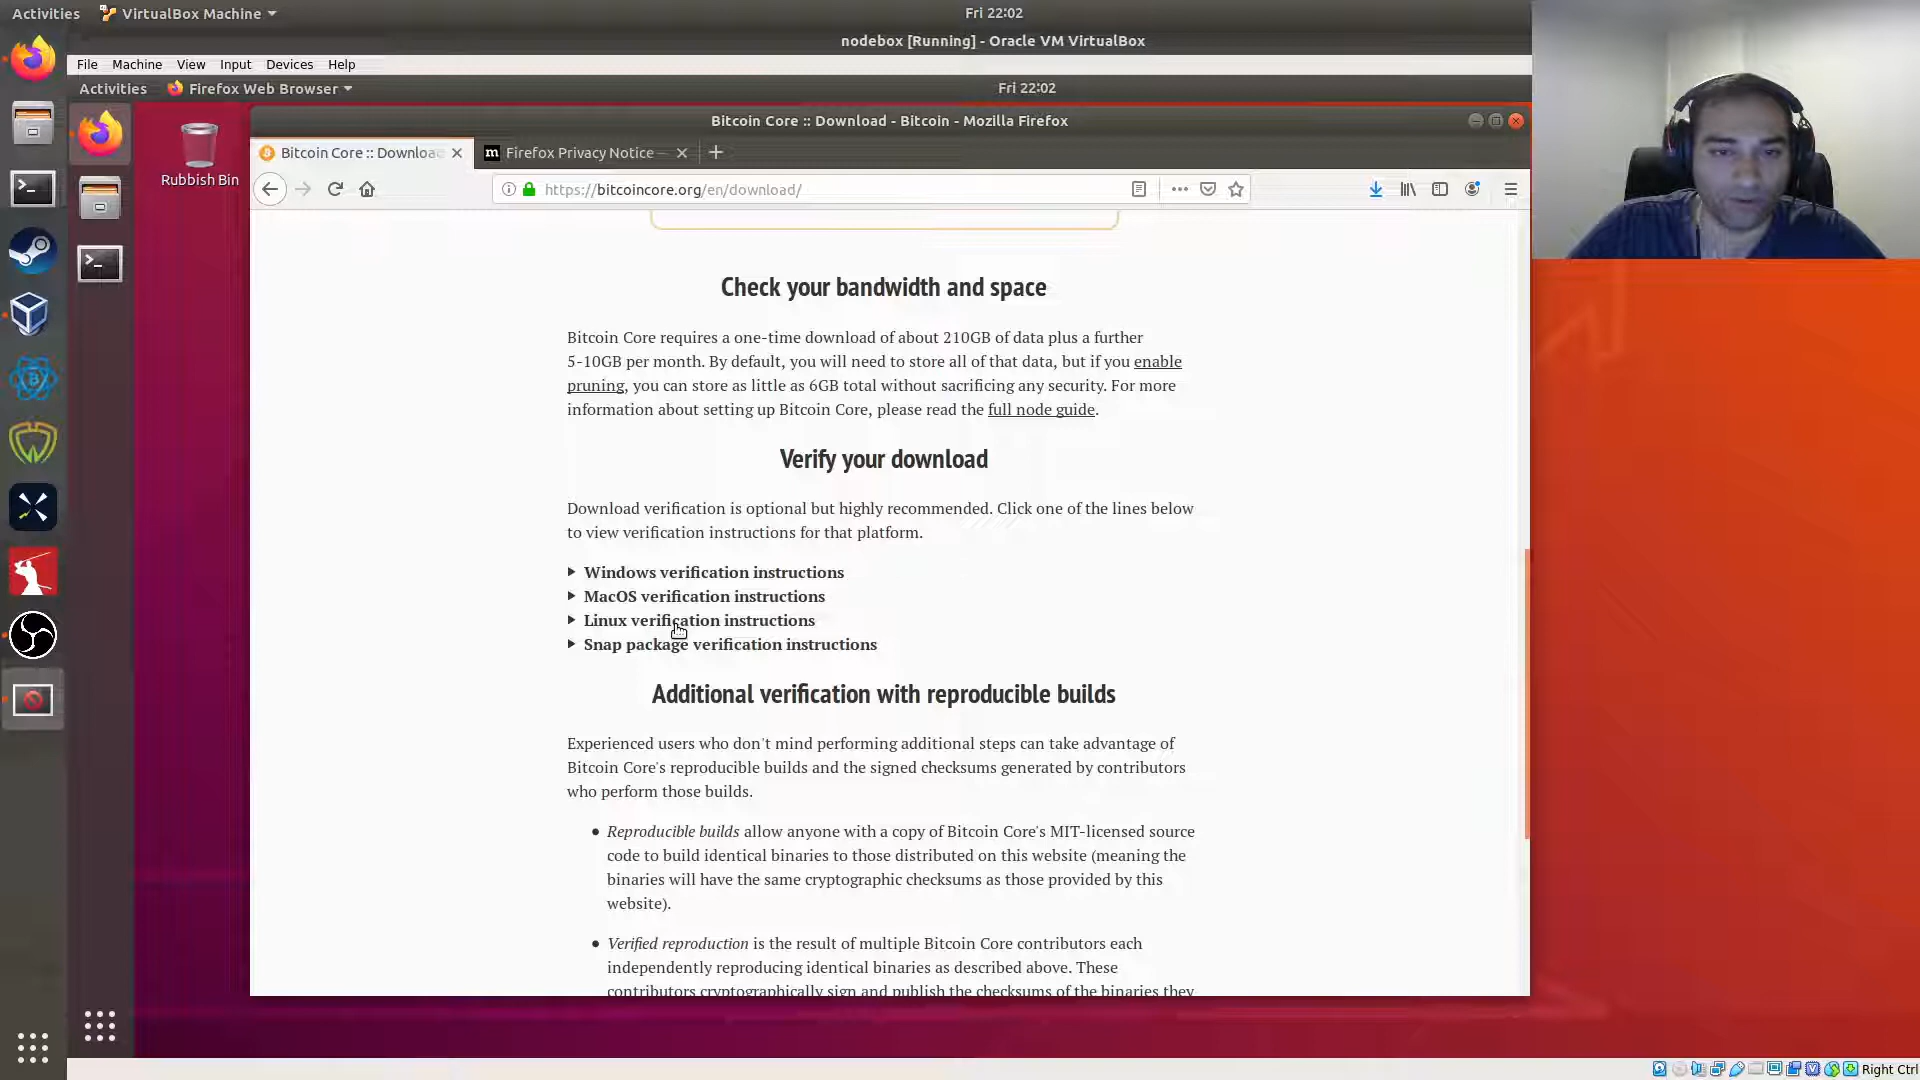 Activities
VirtualBox Machine
Fri 22:02
nodebox [Running] - Oracle VM VirtualBox
File Machine View Input Devices Help
Activities
Firefox Web Browser
Fri 22:02
Bitcoin Core :: Download - Bitcoin - Mozilla Firefox
Rubbish Bin
Bitcoin Core :: Download
Firefox Privacy Notice —
https://bitcoincore.org/en/download/
Check your bandwidth and space
Bitcoin Core requires a one-time download of about 210GB of data plus a further
5-10GB per month. By default, you will need to store all of that data, but if you enable
pruning, you can store as little as 6GB total without sacrificing any security. For more
information about setting up Bitcoin Core, please read the full node guide.
Verify your download
Download verification is optional but highly recommended. Click one of the lines below
to view verification instructions for that platform.
Windows verification instructions
MacOS verification instructions
Linux verification instructions
Snap package verification instructions
Additional verification with reproducible builds
Experienced users who don't mind performing additional steps can take advantage of
Bitcoin Core's reproducible builds and the signed checksums generated by contributors
who perform those builds.
• Reproducible builds allow anyone with a copy of Bitcoin Core's MIT-licensed source
code to build identical binaries to those distributed on this website (meaning the
binaries will have the same cryptographic checksums as those provided by this
website).
• Verified reproduction is the result of multiple Bitcoin Core contributors each
independently reproducing identical binaries as described above. These
contributors cryptographically sign and publish the checksums of the binaries they
Right Ctrl